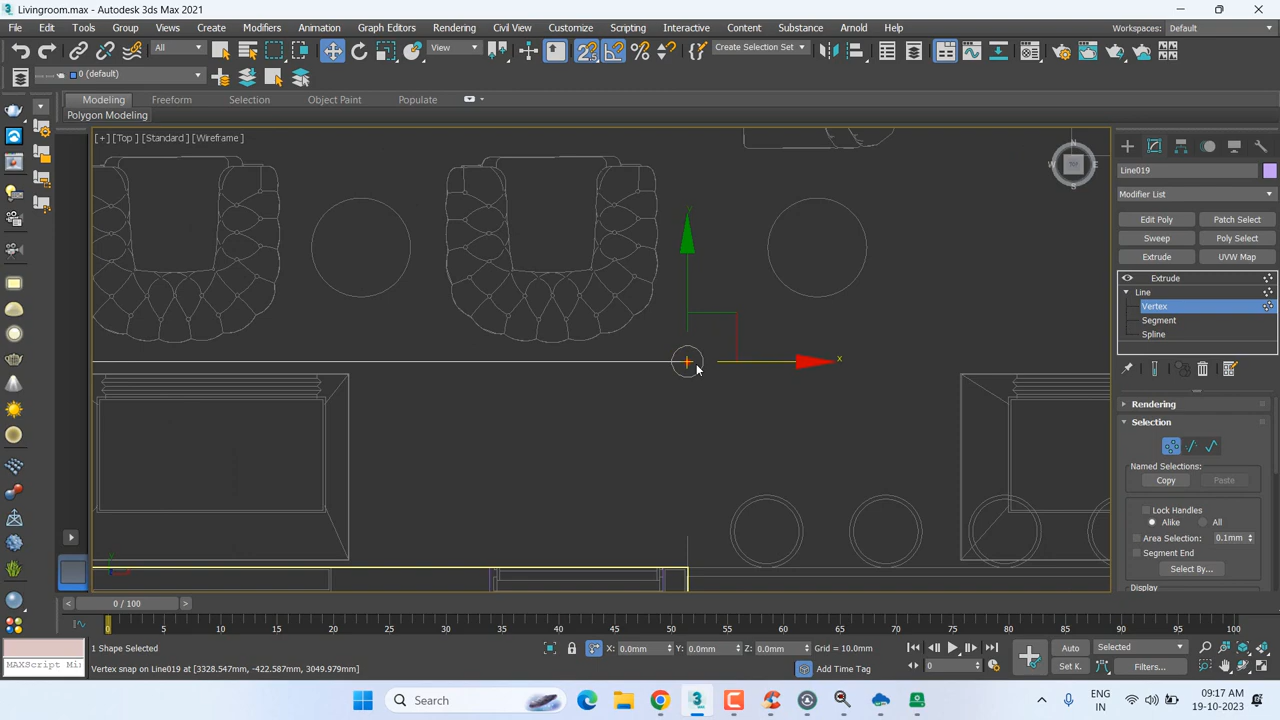 Livingroom.max - Autodesk 3ds Max 2021
File Edit Tools Group Views Create Modifiers Animation Graph Editors Rendering Civil View Customize Scripting Interactive Content Substance Arnold Help Workspaces: Default
All View Create Selection Set
0 (default)
Modeling Freeform Selection Object Paint Populate
Polygon Modeling
[+] [Top ] [Standard ] [Wireframe ]
N
W E
S
Line019
Modifier List
Edit Poly Patch Select
Sweep Poly Select
Extrude UVW Map
Extrude
Line
Vertex
Segment
Spline
y
x
Rendering
Selection
Named Selections:
Copy Paste
Lock Handles
Alike All
Area Selection: 0.1mm
Segment End
Select By...
Display
0 / 100
0 5 10 15 20 25 30 35 40 45 50 55 60 65 70 75 80 85 90 95 100
1 Shape Selected X: 0.0mm Y: 0.0mm Z: 0.0mm Grid = 10.0mm Auto Selected
MAXScript Mi Vertex snap on Line019 at [3328.547mm, -422.587mm, 3049.979mm] Add Time Tag 0 Set K. Filters...
Search ENG IN 09:17 AM 19-10-2023